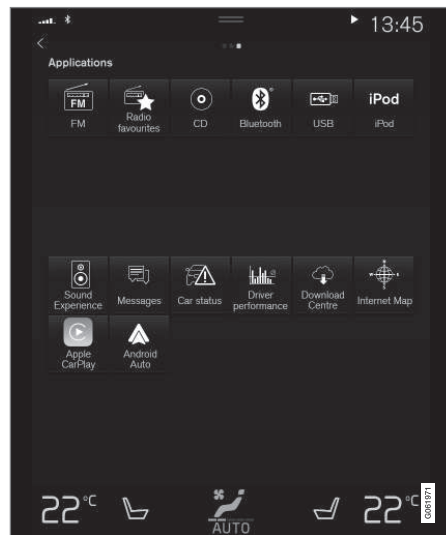 13:45
Applications
FM
FM
Radio
favourites
CD
Bluetooth
USB
iPod
iPod
Sound
Experience
Messages
Car status
Driver
performance
Download
Centre
Internet Map
Apple
CarPlay
Android
Auto
22°C
AUTO
22°C
G061971